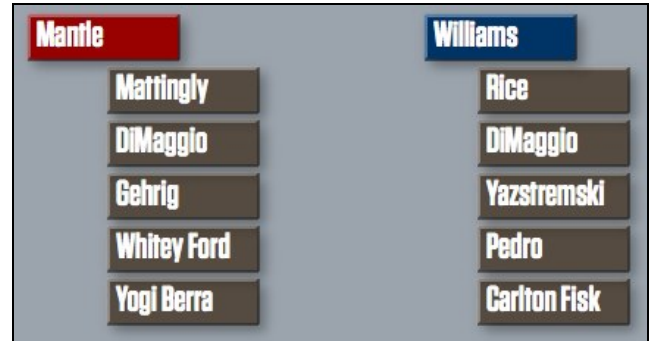 Mantle
Mattingly
DiMaggio
Gehrig
Whitey Ford
Yogi Berra
Williams
Rice
DiMaggio
Yazstremski
Pedro
Carlton Fisk